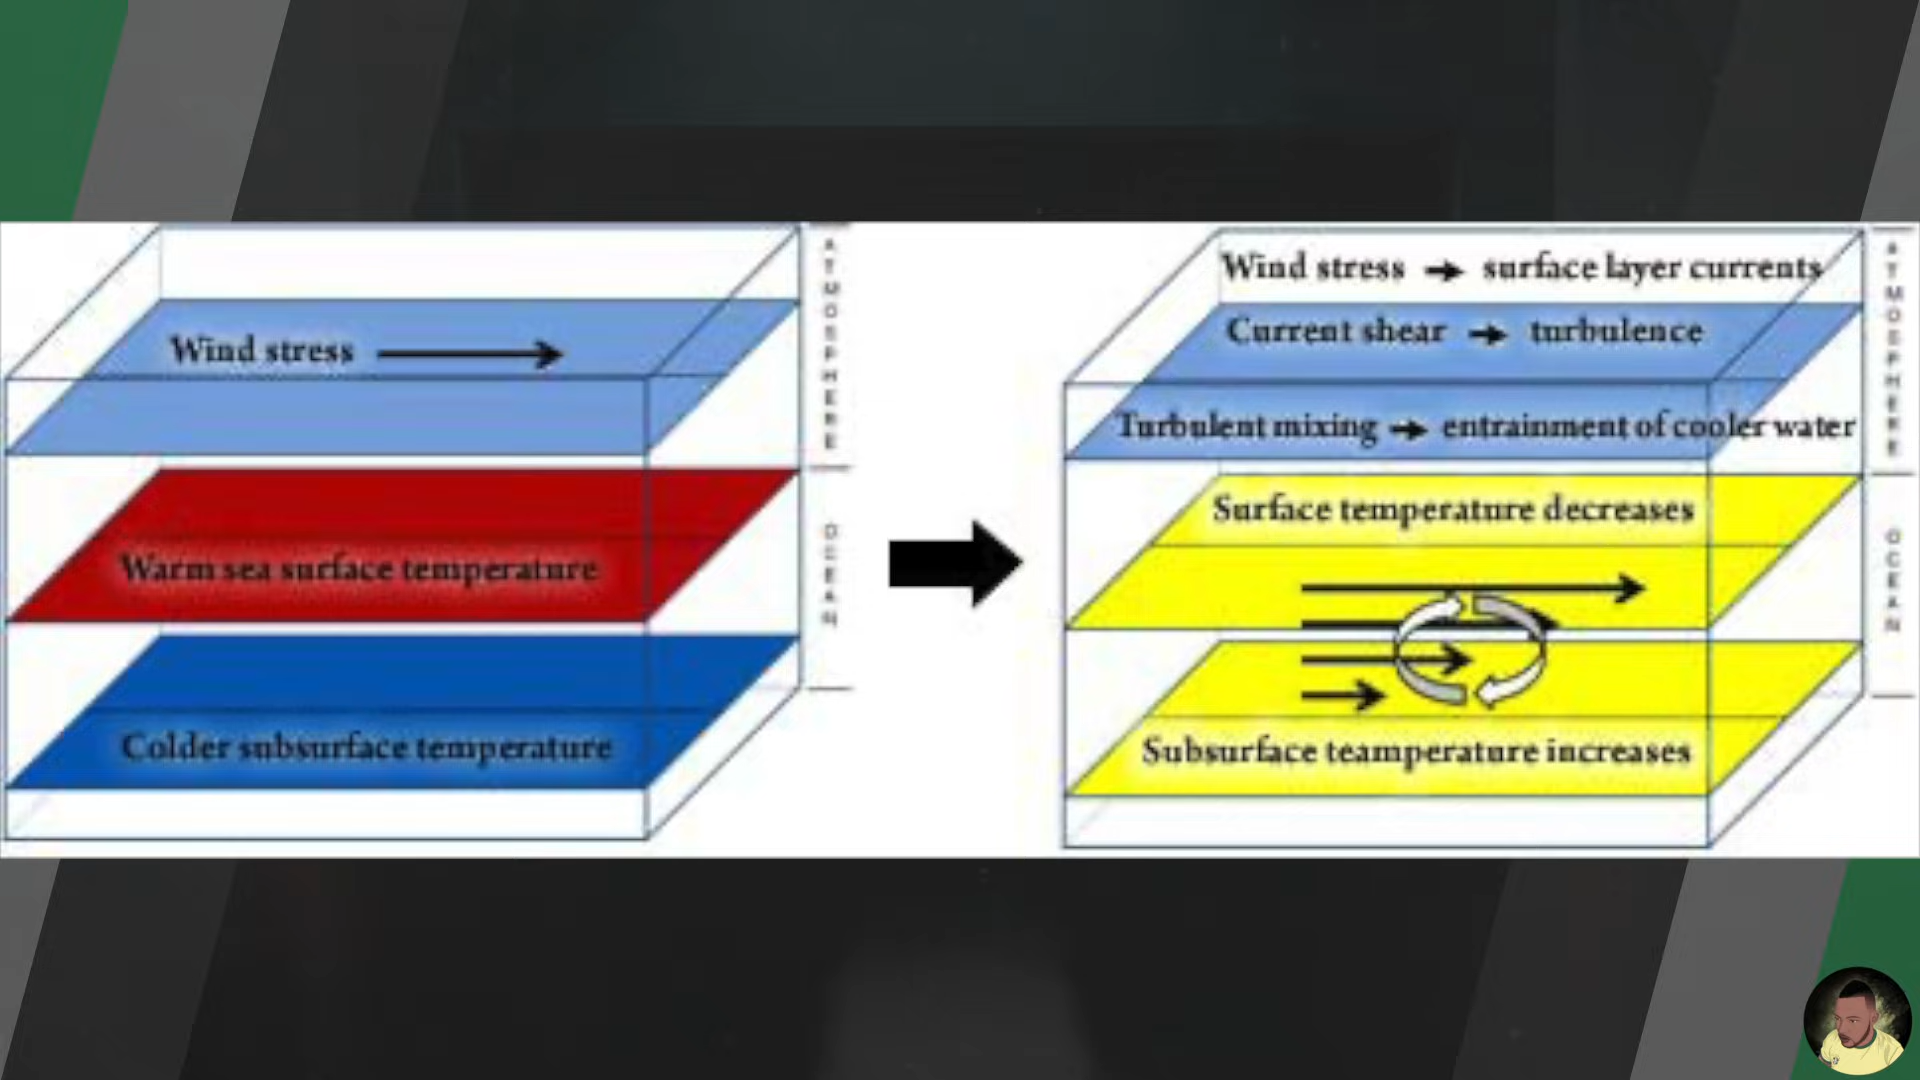 Wind stress
ATMOSPHERE
Warm sea surface temperature
OCEAN
Colder subsurface temperature
Wind stress → surface layer currents
Current shear → turbulence
Turbulent mixing → entrainment of cooler water
ATMOSPHERE
Surface temperature decreases
OCEAN
Subsurface teamperature increases